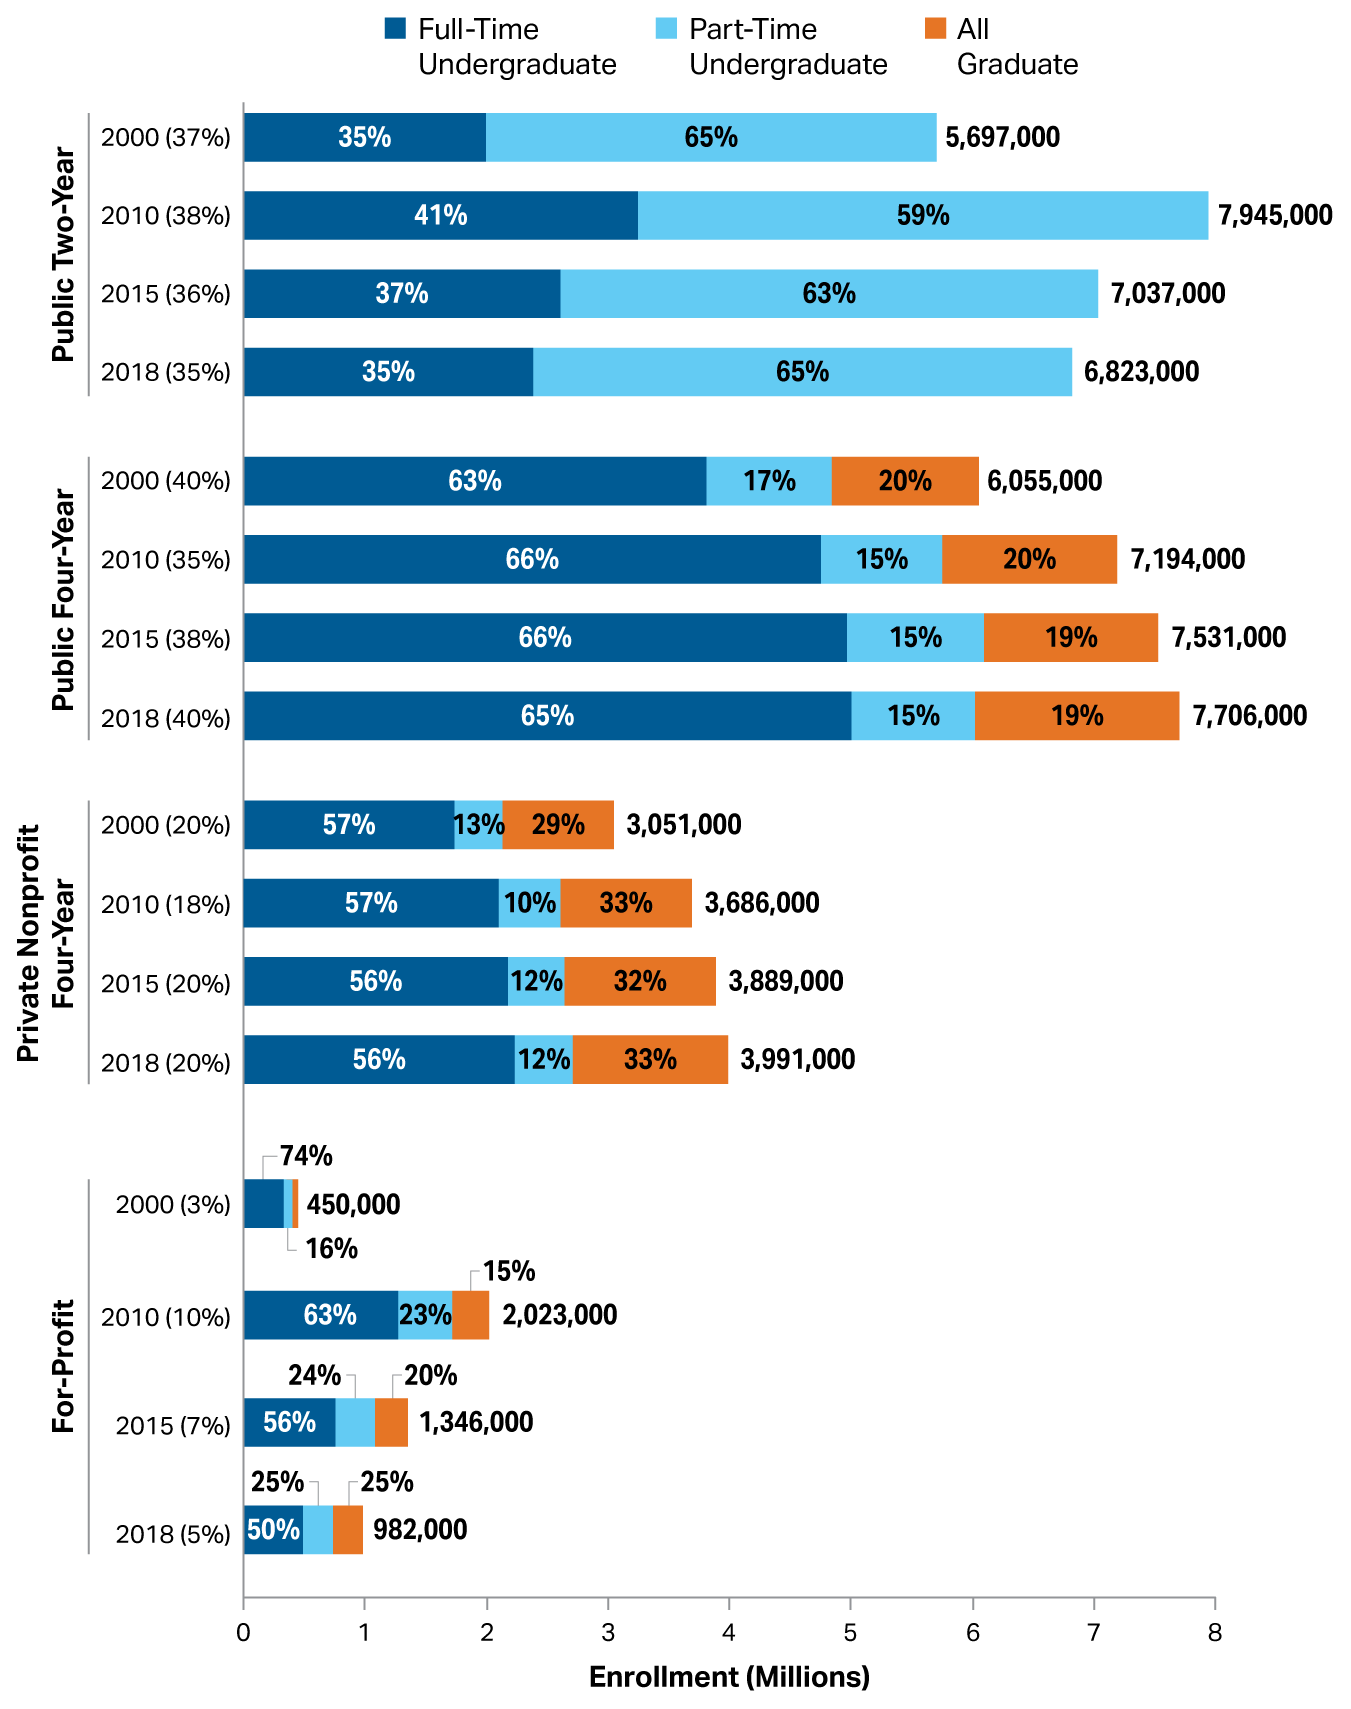 Full-Time
Undergraduate
Part-Time
Undergraduate
All
Graduate
Public Two-Year
2000 (37%) 35% 65% 5,697,000
2010 (38%) 41% 59% 7,945,000
2015 (36%) 37% 63% 7,037,000
2018 (35%) 35% 65% 6,823,000
Public Four-Year
2000 (40%) 63% 17% 20% 6,055,000
2010 (35%) 66% 15% 20% 7,194,000
2015 (38%) 66% 15% 19% 7,531,000
2018 (40%) 65% 15% 19% 7,706,000
Private Nonprofit
Four-Year
2000 (20%) 57% 13% 29% 3,051,000
2010 (18%) 57% 10% 33% 3,686,000
2015 (20%) 56% 12% 32% 3,889,000
2018 (20%) 56% 12% 33% 3,991,000
For-Profit
74%
2000 (3%) 450,000
16%
15%
2010 (10%) 63% 23% 2,023,000
24% 20%
2015 (7%) 56% 1,346,000
25% 25%
2018 (5%) 50% 982,000
0 1 2 3 4 5 6 7 8
Enrollment (Millions)